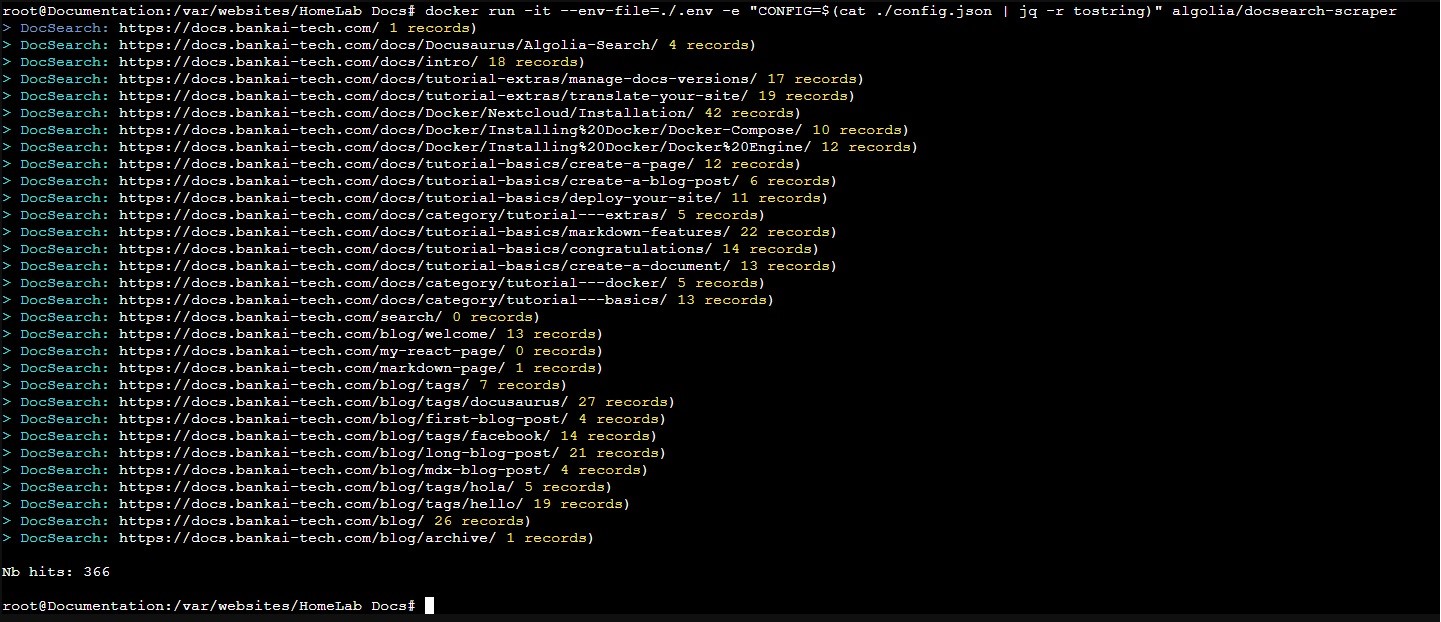 root@Documentation:/var/websites/HomeLab Docs# docker run -it --env-file=./.env -e "CONFIG=$(cat ./config.json | jq -r tostring)" algolia/docsearch-scraper
> DocSearch: https://docs.bankai-tech.com/ 1 records)
> DocSearch: https://docs.bankai-tech.com/docs/Docusaurus/Algolia-Search/ 4 records)
> DocSearch: https://docs.bankai-tech.com/docs/intro/ 18 records)
> DocSearch: https://docs.bankai-tech.com/docs/tutorial-extras/manage-docs-versions/ 17 records)
> DocSearch: https://docs.bankai-tech.com/docs/tutorial-extras/translate-your-site/ 19 records)
> DocSearch: https://docs.bankai-tech.com/docs/Docker/Nextcloud/Installation/ 42 records)
> DocSearch: https://docs.bankai-tech.com/docs/Docker/Installing%20Docker/Docker-Compose/ 10 records)
> DocSearch: https://docs.bankai-tech.com/docs/Docker/Installing%20Docker/Docker%20Engine/ 12 records)
> DocSearch: https://docs.bankai-tech.com/docs/tutorial-basics/create-a-page/ 12 records)
> DocSearch: https://docs.bankai-tech.com/docs/tutorial-basics/create-a-blog-post/ 6 records)
> DocSearch: https://docs.bankai-tech.com/docs/tutorial-basics/deploy-your-site/ 11 records)
> DocSearch: https://docs.bankai-tech.com/docs/category/tutorial---extras/ 5 records)
> DocSearch: https://docs.bankai-tech.com/docs/tutorial-basics/markdown-features/ 22 records)
> DocSearch: https://docs.bankai-tech.com/docs/tutorial-basics/congratulations/ 14 records)
> DocSearch: https://docs.bankai-tech.com/docs/tutorial-basics/create-a-document/ 13 records)
> DocSearch: https://docs.bankai-tech.com/docs/category/tutorial---docker/ 5 records)
> DocSearch: https://docs.bankai-tech.com/docs/category/tutorial---basics/ 13 records)
> DocSearch: https://docs.bankai-tech.com/search/ 0 records)
> DocSearch: https://docs.bankai-tech.com/blog/welcome/ 13 records)
> DocSearch: https://docs.bankai-tech.com/my-react-page/ 0 records)
> DocSearch: https://docs.bankai-tech.com/markdown-page/ 1 records)
> DocSearch: https://docs.bankai-tech.com/blog/tags/ 7 records)
> DocSearch: https://docs.bankai-tech.com/blog/tags/docusaurus/ 27 records)
> DocSearch: https://docs.bankai-tech.com/blog/first-blog-post/ 4 records)
> DocSearch: https://docs.bankai-tech.com/blog/tags/facebook/ 14 records)
> DocSearch: https://docs.bankai-tech.com/blog/long-blog-post/ 21 records)
> DocSearch: https://docs.bankai-tech.com/blog/mdx-blog-post/ 4 records)
> DocSearch: https://docs.bankai-tech.com/blog/tags/hola/ 5 records)
> DocSearch: https://docs.bankai-tech.com/blog/tags/hello/ 19 records)
> DocSearch: https://docs.bankai-tech.com/blog/ 26 records)
> DocSearch: https://docs.bankai-tech.com/blog/archive/ 1 records)
Nb hits: 366
root@Documentation:/var/websites/HomeLab Docs#